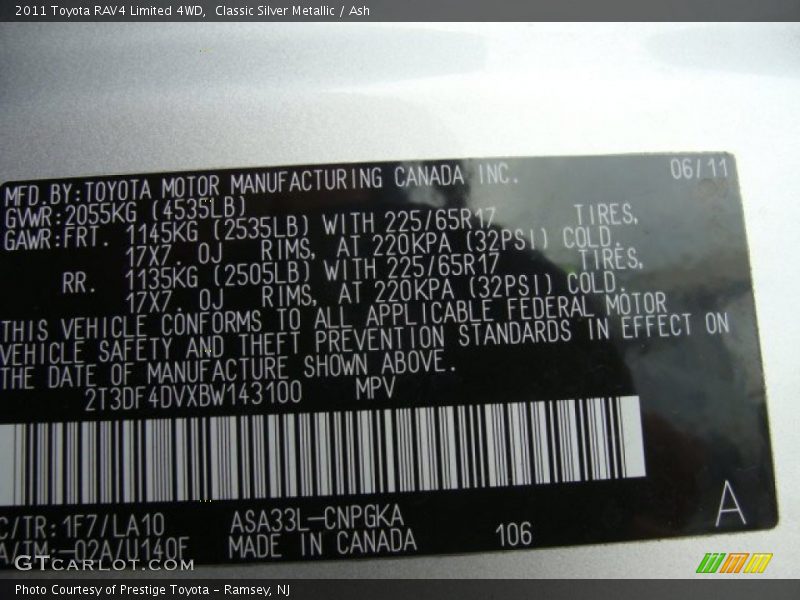 2011 Toyota RAV4 Limited 4WD, Classic Silver Metallic / Ash
06/11
MFD. BY: TOYOTA MOTOR MANUFACTURING CANADA INC.
GWVR: 2055KG (4535LB)
GAWR: FRT. 1145KG (2535LB) WITH 225/65R17 TIRES,
17X7. OJ RIMS, AT 220KPA (32PSI) COLD.
RR. 1135KG (2505LB) WITH 225/65R17 TIRES,
17X7. OJ RIMS, AT 220KPA (32PSI) COLD.
THIS VEHICLE CONFORMS TO ALL APPLICABLE FEDERAL MOTOR
VEHICLE SAFETY AND THEFT PREVENTION STANDARDS IN EFFECT ON
THE DATE OF MANUFACTURE SHOWN ABOVE.
2T3DF4DVXBW143100 MPV
C/TR: 1F7/LA10 ASA33L-CNPGKA
A/TM:-02A/U140F MADE IN CANADA 106
A
GTcarlot.com
Photo Courtesy of Prestige Toyota - Ramsey, NJ